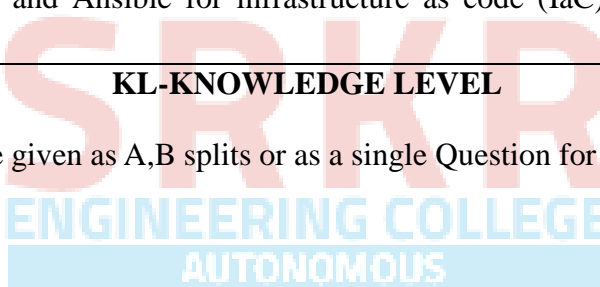 and Ansible for infrastructure as code (IaC)
KL-KNOWLEDGE LEVEL
given as A,B splits or as a single Question for
SRKR
ENGINEERING COLLEGE
AUTONOMOUS